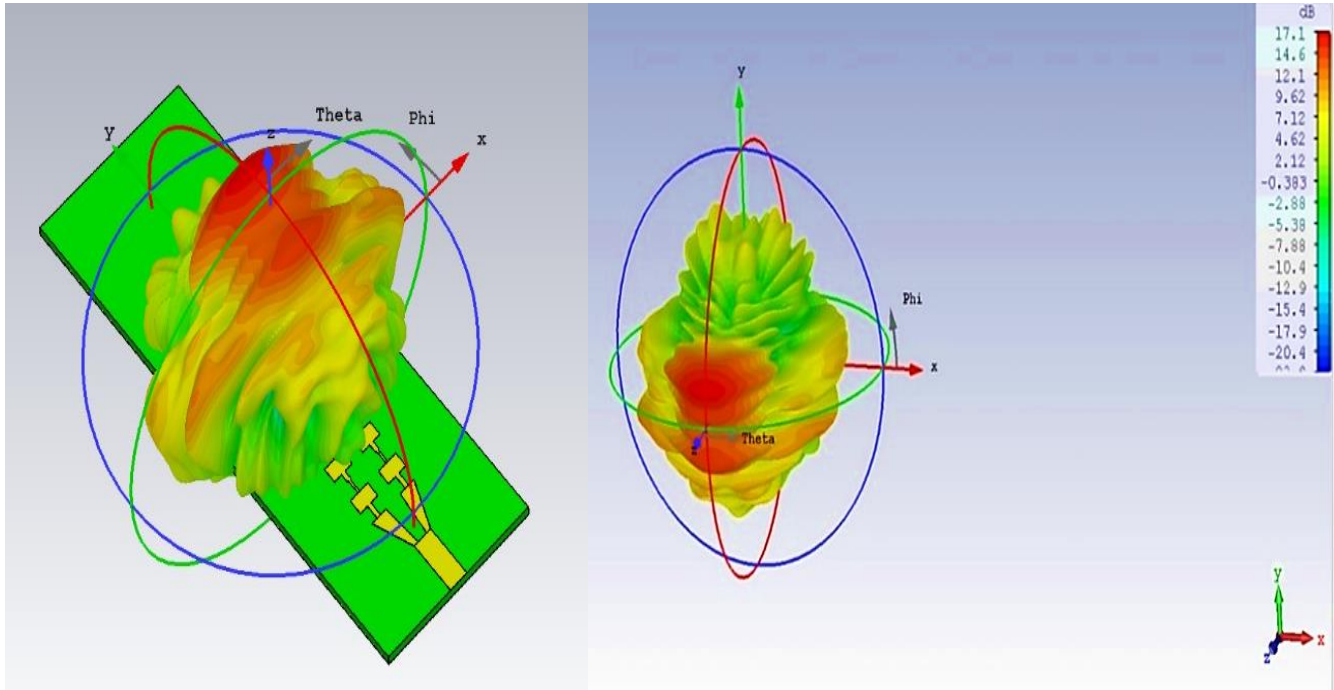 Y
Theta
z
Phi
x
y
Phi
x
Theta
z
dB
17.1
14.6
12.1
9.62
7.12
4.62
2.12
-0.383
-2.88
-5.38
-7.88
-10.4
-12.9
-15.4
-17.9
-20.4
y
x
z